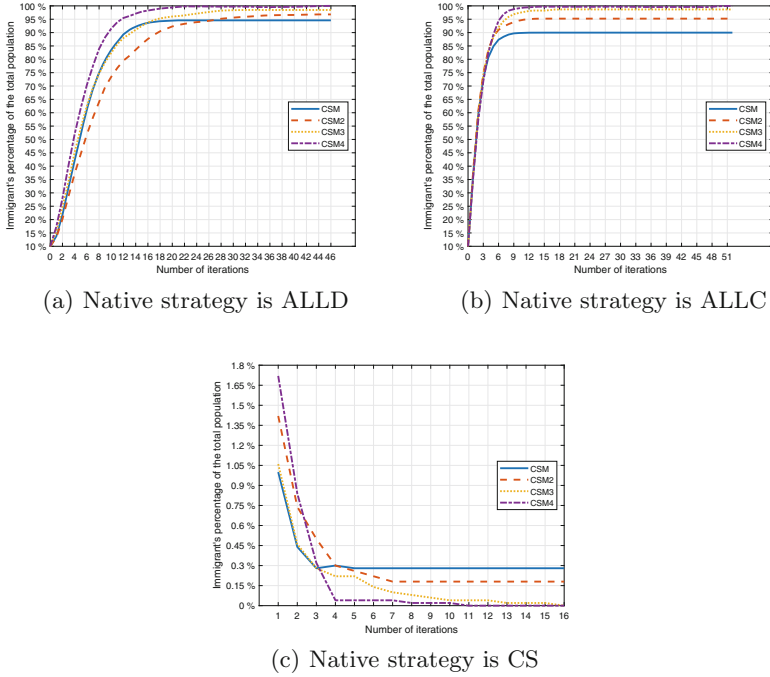 100 %
95 %
90 %
85 %
80 %
75 %
70 %
65 %
60 %
55 %
50 %
45 %
40 %
35 %
30 %
25 %
20 %
15 %
10 %
Immigrant's percentage of the total population
CSM
CSM2
CSM3
CSM4
0 2 4 6 8 10 12 14 16 18 20 22 24 26 28 30 32 34 36 38 40 42 44 46
Number of iterations
(a) Native strategy is ALLD
100 %
95 %
90 %
85 %
80 %
75 %
70 %
65 %
60 %
55 %
50 %
45 %
40 %
35 %
30 %
25 %
20 %
15 %
10 %
Immigrant's percentage of the total population
CSM
CSM2
CSM3
CSM4
0 3 6 9 12 15 18 21 24 27 30 33 36 39 42 45 48 51
Number of iterations
(b) Native strategy is ALLC
1.8 %
1.65 %
1.5 %
1.35 %
1.2 %
1.05 %
0.9 %
0.75 %
0.6 %
0.45 %
0.3 %
0.15 %
0 %
Immigrant's percentage of the total population
CSM
CSM2
CSM3
CSM4
1 2 3 4 5 6 7 8 9 10 11 12 13 14 15 16
Number of iterations
(c) Native strategy is CS